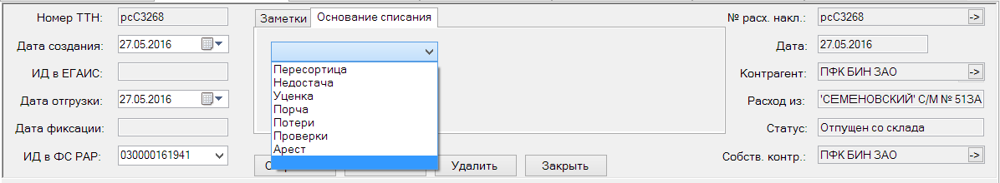 Номер ТТН: рсС3268
Дата создания: 27.05.2016
ИД в ЕГАИС:
Дата отгрузки: 27.05.2016
Дата фиксации:
ИД в ФС РАР: 030000161941
Заметки Основание списания
Пересортица
Недостача
Уценка
Порча
Потери
Проверки
Арест
Удалить Закрыть
№ расх. накл.: рсС3268 ->
Дата: 27.05.2016
Контрагент: ПФК БИН ЗАО ->
Расход из: 'СЕМЕНОВСКИЙ' С/М № 51ЗА
Статус: Отпущен со склада
Собств. контр.: ПФК БИН ЗАО ->